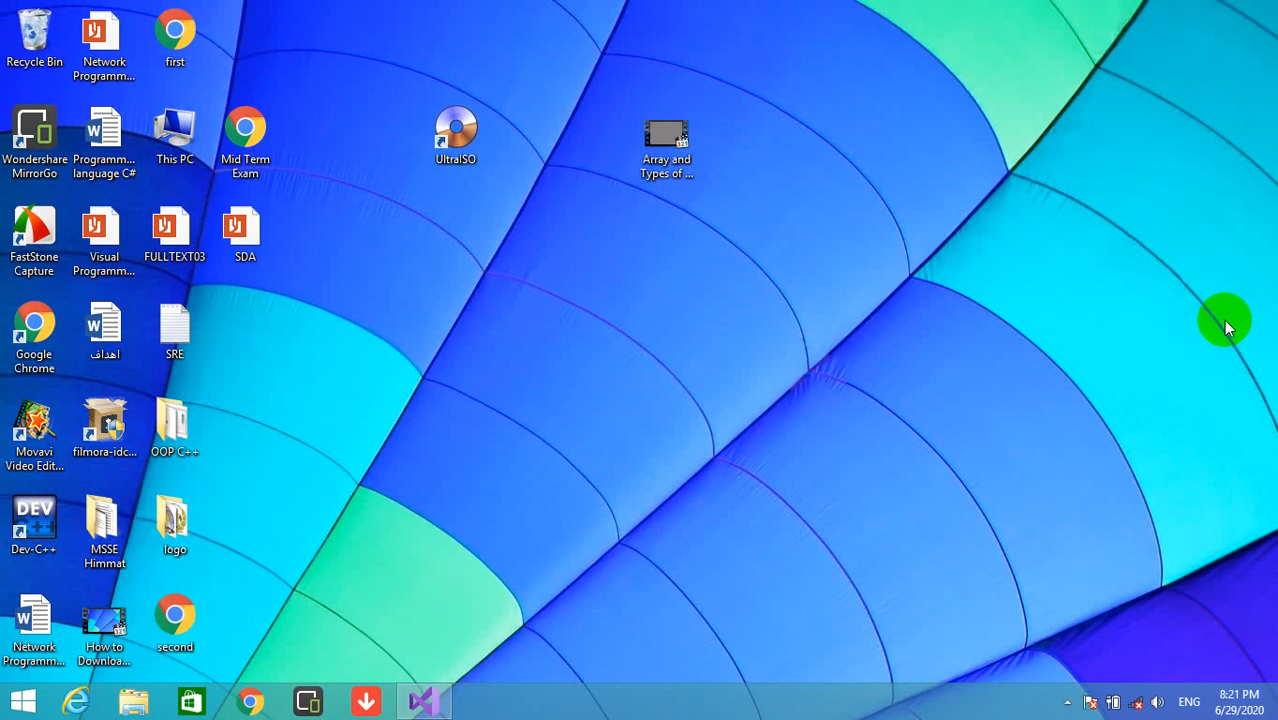 Recycle Bin
Network
Programm...
first
Wondershare
MirrorGo
Programm...
language C#
This PC
Mid Term
Exam
UltraISO
Array and
Types of ...
FastStone
Capture
Visual
Programm...
FULLTEXT03
SDA
Google
Chrome
اهداف
SRE
Movavi
Video Edit...
filmora-idc...
OOP C++
DEV
C++
Dev-C++
MSSE
Himmat
logo
Network
Programm...
How to
Downloa...
second
ENG
8:21 PM
6/29/2020